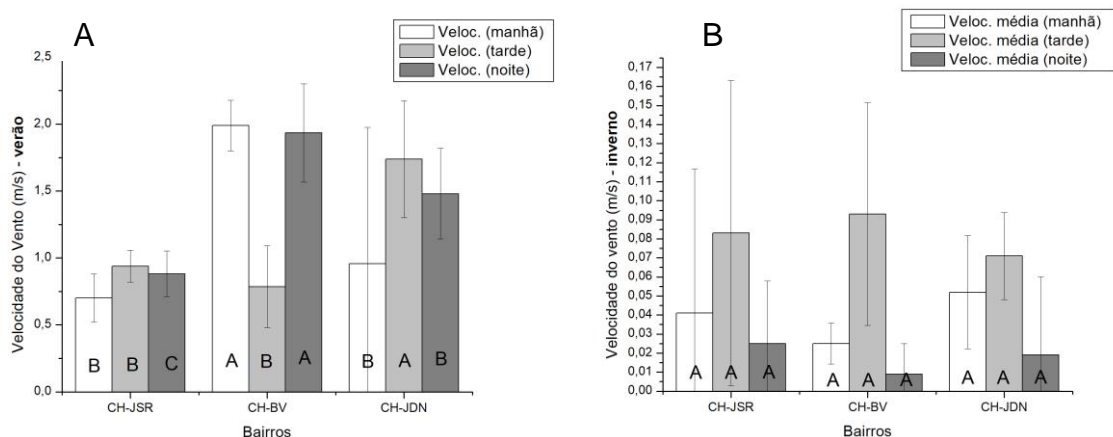 A
Veloc. (manhã)
Veloc. (tarde)
Veloc. (noite)
Velocidade do Vento (m/s) - verão
2,5
2,0
1,5
1,0
0,5
0,0
B B C
A B A
B A B
CH-JSR CH-BV CH-JDN
Bairros
B
Veloc. média (manhã)
Veloc. média (tarde)
Veloc. média (noite)
Velocidade do vento (m/s) - inverno
0,17
0,16
0,15
0,14
0,13
0,12
0,11
0,10
0,09
0,08
0,07
0,06
0,05
0,04
0,03
0,02
0,01
0,00
A A A
A A A
A A A
CH-JSR CH-BV CH-JDN
Bairros